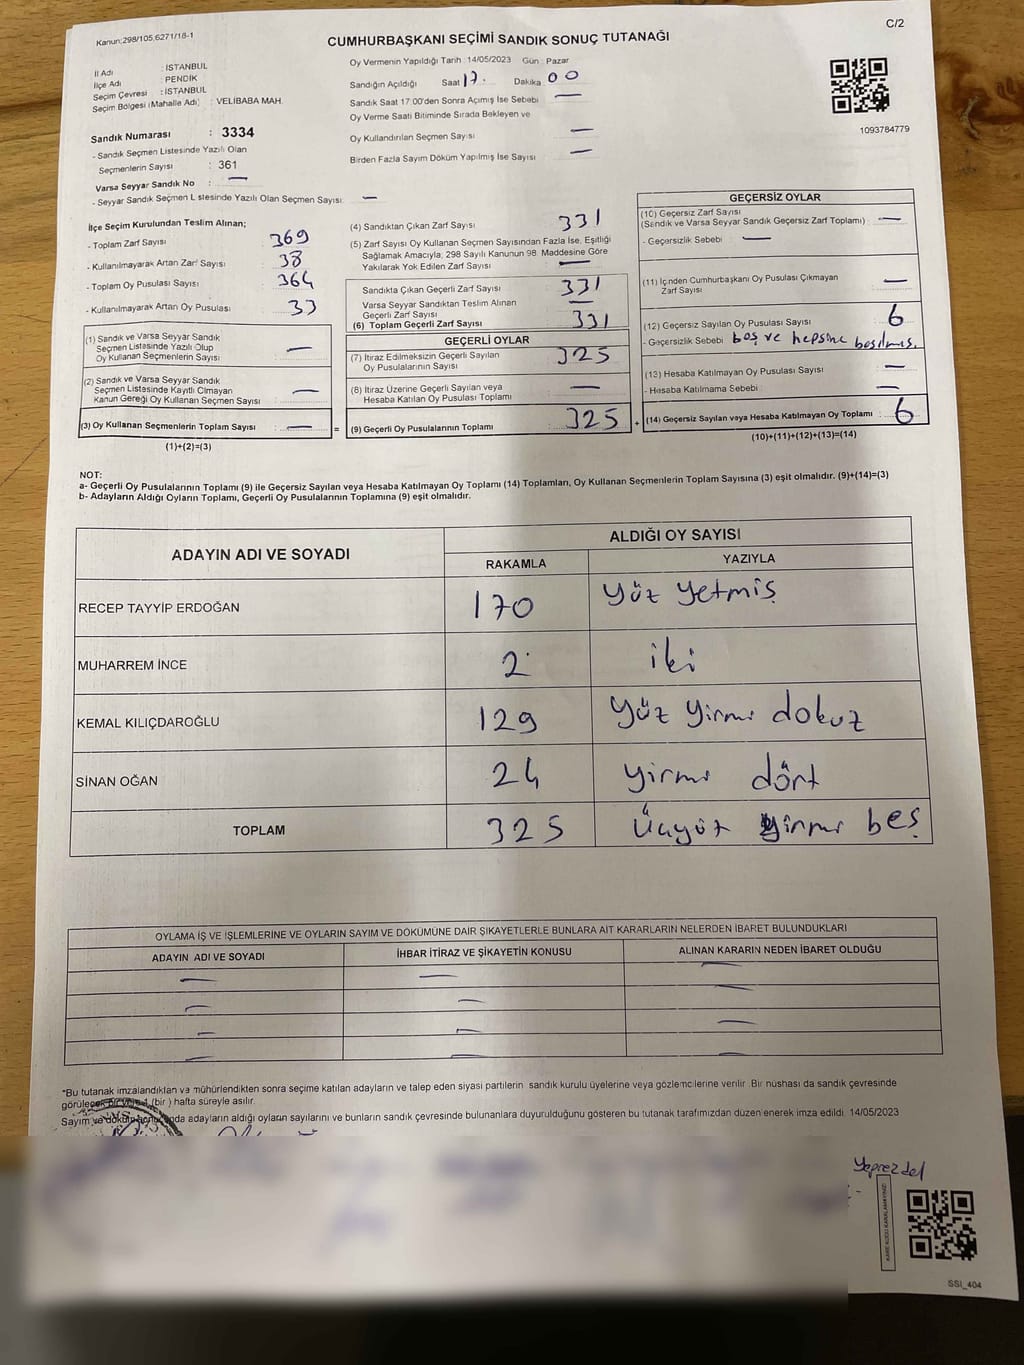 C/2
Kanun:298/105,6271/18-1
CUMHURBAŞKANI SEÇİMİ SANDIK SONUÇ TUTANAĞI
İl Adı : İSTANBUL
İlçe Adı : PENDİK
Seçim Çevresi : İSTANBUL
Seçim Bölgesi (Mahalle Adı) : VELİBABA MAH.
Sandık Numarası : 3334
- Sandık Seçmen Listesinde Yazılı Olan
Seçmenlerin Sayısı : 361
Varsa Seyyar Sandık No : —
- Seyyar Sandık Seçmen Listesinde Yazılı Olan Seçmen Sayısı: —
Oy Vermenin Yapıldığı Tarih :14/05/2023 Gün : Pazar
Sandığın Açıldığı Saat 17. Dakika 00
Sandık Saat 17:00'den Sonra Açımış İse Sebebi —
Oy Verme Saati Bitiminde Sırada Bekleyen ve
Oy Kullandırılan Seçmen Sayısı —
Birden Fazla Sayım Döküm Yapılmış İse Sayısı —
1093784779
İlçe Seçim Kurulundan Teslim Alınan;
- Toplam Zarf Sayısı 369
- Kullanılmayarak Artan Zarf Sayısı 38
- Toplam Oy Pusulası Sayısı 364
- Kullanılmayarak Artan Oy Pusulası 33
(1) Sandık ve Varsa Seyyar Sandık
Seçmen Listesinde Yazılı Olup
Oy Kullanan Seçmenlerin Sayısı —
(2) Sandık ve Varsa Seyyar Sandık
Seçmen Listesinde Kayıtlı Olmayan
Kanun Gereği Oy Kullanan Seçmen Sayısı —
(3) Oy Kullanan Seçmenlerin Toplam Sayısı —
(1)+(2)=(3)
(4) Sandıktan Çıkan Zarf Sayısı 331
(5) Zarf Sayısı Oy Kullanan Seçmen Sayısından Fazla İse, Eşitliği
Sağlamak Amacıyla; 298 Sayılı Kanunun 98. Maddesine Göre
Yakılarak Yok Edilen Zarf Sayısı —
Sandıkta Çıkan Geçerli Zarf Sayısı 331
Varsa Seyyar Sandıktan Teslim Alınan
Geçerli Zarf Sayısı —
(6) Toplam Geçerli Zarf Sayısı 331
GEÇERLİ OYLAR
(7) İtiraz Edilmeksizin Geçerli Sayılan
Oy Pusulalarının Sayısı 325
(8) İtiraz Üzerine Geçerli Sayılan veya
Hesaba Katılan Oy Pusulası Toplamı —
= (9) Geçerli Oy Pusulalarının Toplamı 325 +
GEÇERSİZ OYLAR
(10) Geçersiz Zarf Sayısı
(Sandık ve Varsa Seyyar Sandık Geçersiz Zarf Toplamı) —
- Geçersizlik Sebebi —
(11) İçinden Cumhurbaşkanı Oy Pusulası Çıkmayan
Zarf Sayısı —
(12) Geçersiz Sayılan Oy Pusulası Sayısı 6
- Geçersizlik Sebebi boş ve hepsine basılmış.
(13) Hesaba Katılmayan Oy Pusulası Sayısı —
- Hesaba Katılmama Sebebi —
(14) Geçersiz Sayılan veya Hesaba Katılmayan Oy Toplamı 6
(10)+(11)+(12)+(13)=(14)
NOT:
a- Geçerli Oy Pusulalarının Toplamı (9) ile Geçersiz Sayılan veya Hesaba Katılmayan Oy Toplamı (14) Toplamları, Oy Kullanan Seçmenlerin Toplam Sayısına (3) eşit olmalıdır. (9)+(14)=(3)
b- Adayların Aldığı Oyların Toplamı, Geçerli Oy Pusulalarının Toplamına (9) eşit olmalıdır.
ADAYIN ADI VE SOYADI ALDIĞI OY SAYISI
RAKAMLA YAZIYLA
RECEP TAYYİP ERDOĞAN 170 Yüz Yetmiş
MUHARREM İNCE 2 iki
KEMAL KILIÇDAROĞLU 129 Yüz Yirmi dokuz
SİNAN OĞAN 24 Yirmi dört
TOPLAM 325 Üçyüz yirmi beş
OYLAMA İŞ VE İŞLEMLERİNE VE OYLARIN SAYIM VE DÖKÜMÜNE DAİR ŞİKAYETLERLE BUNLARA AİT KARARLARIN NELERDEN İBARET BULUNDUKLARI
ADAYIN ADI VE SOYADI İHBAR İTİRAZ VE ŞİKAYETİN KONUSU ALINAN KARARIN NEDEN İBARET OLDUĞU
— — —
— — —
— — —
— — —
*Bu tutanak imzalandıktan ve mühürlendikten sonra seçime katılan adayların ve talep eden siyasi partilerin sandık kurulu üyelerine veya gözlemcilerine verilir. Bir nüshası da sandık çevresinde
görülecek bir yere 1 (bir ) hafta süreyle asılır.
Sayım ve döküm adayların aldığı oyların sayılarını ve bunların sandık çevresinde bulunanlara duyurulduğunu gösteren bu tutanak tarafımızdan düzenlenerek imza edildi. 14/05/2023
SSİ_404